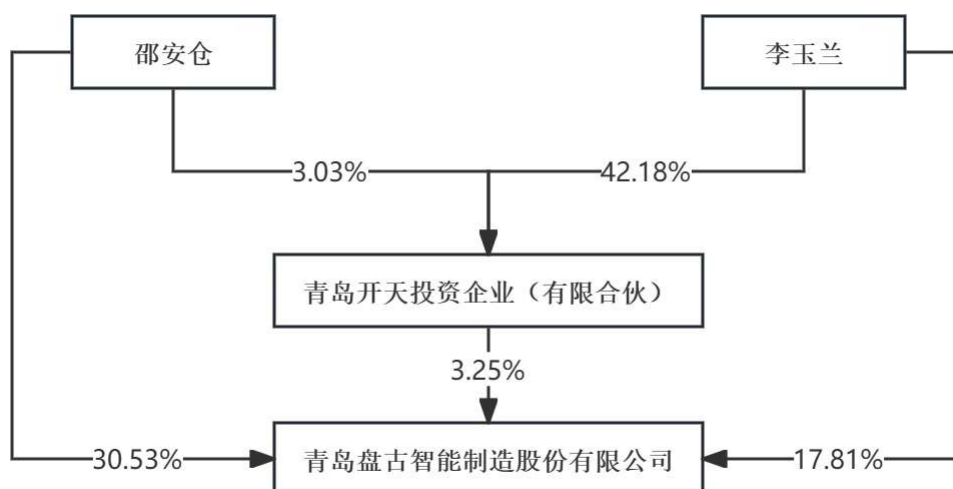 邵安仓
李玉兰
3.03%
42.18%
青岛开天投资企业（有限合伙）
3.25%
30.53%
青岛盘古智能制造股份有限公司
17.81%